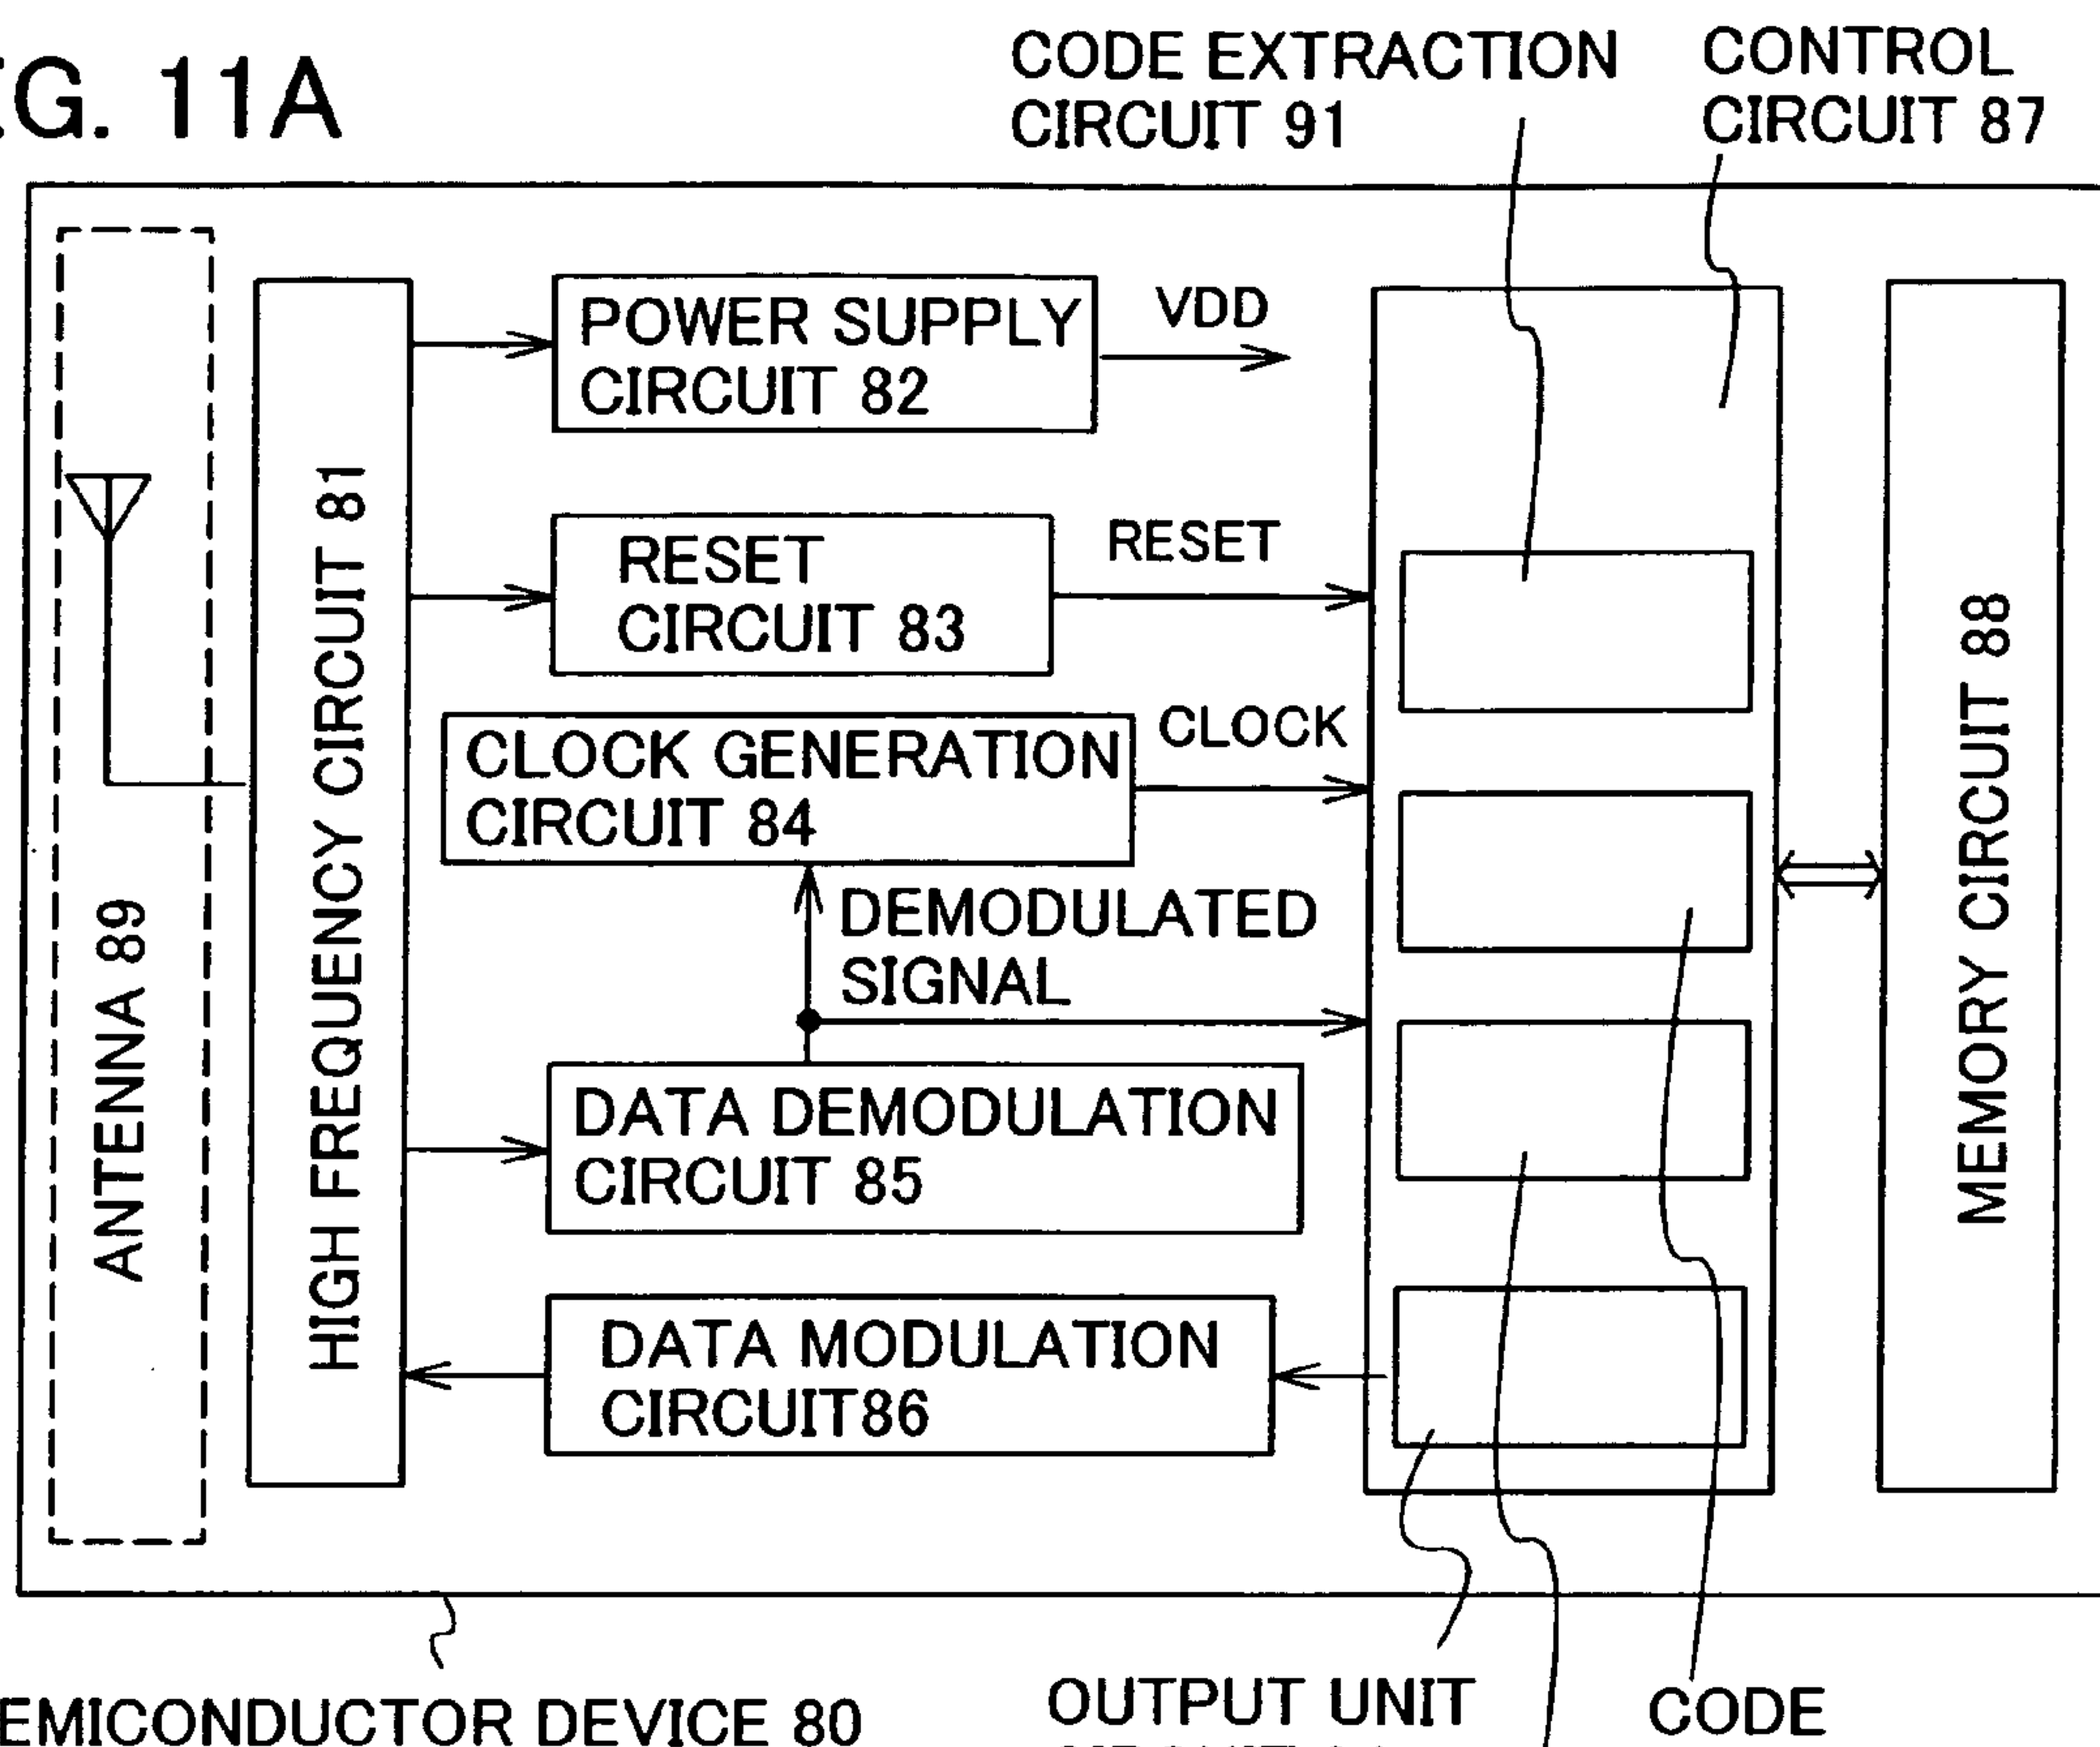 G. 11A
CODE EXTRACTION
CIRCUIT 91
CONTROL
CIRCUIT 87
POWER SUPPLY
CIRCUIT 82
VDD
RESET
CIRCUIT 83
RESET
CLOCK GENERATION
CIRCUIT 84
CLOCK
DEMODULATED
SIGNAL
DATA DEMODULATION
CIRCUIT 85
DATA MODULATION
CIRCUIT86
ANTENNA 89
HIGH FREQUENCY CIRCUIT 81
MEMORY CIRCUIT 88
EMICONDUCTOR DEVICE 80
OUTPUT UNIT
CODE